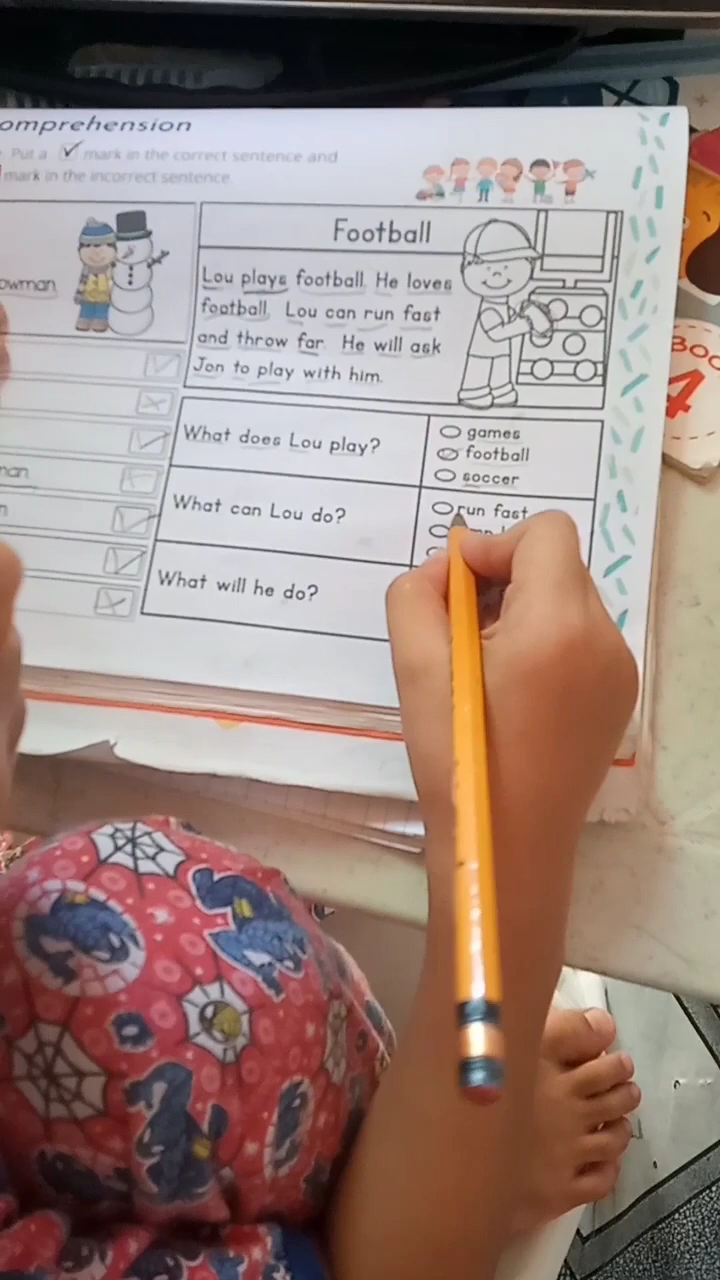 omprehension
Put a ✓ mark in the correct sentence and
mark in the incorrect sentence.
owman
Football
Lou plays football. He loves
football. Lou can run fast
and throw far. He will ask
Jon to play with him.
What does Lou play?
games
football
soccer
What can Lou do?
run fast
What will he do?
BOO
4